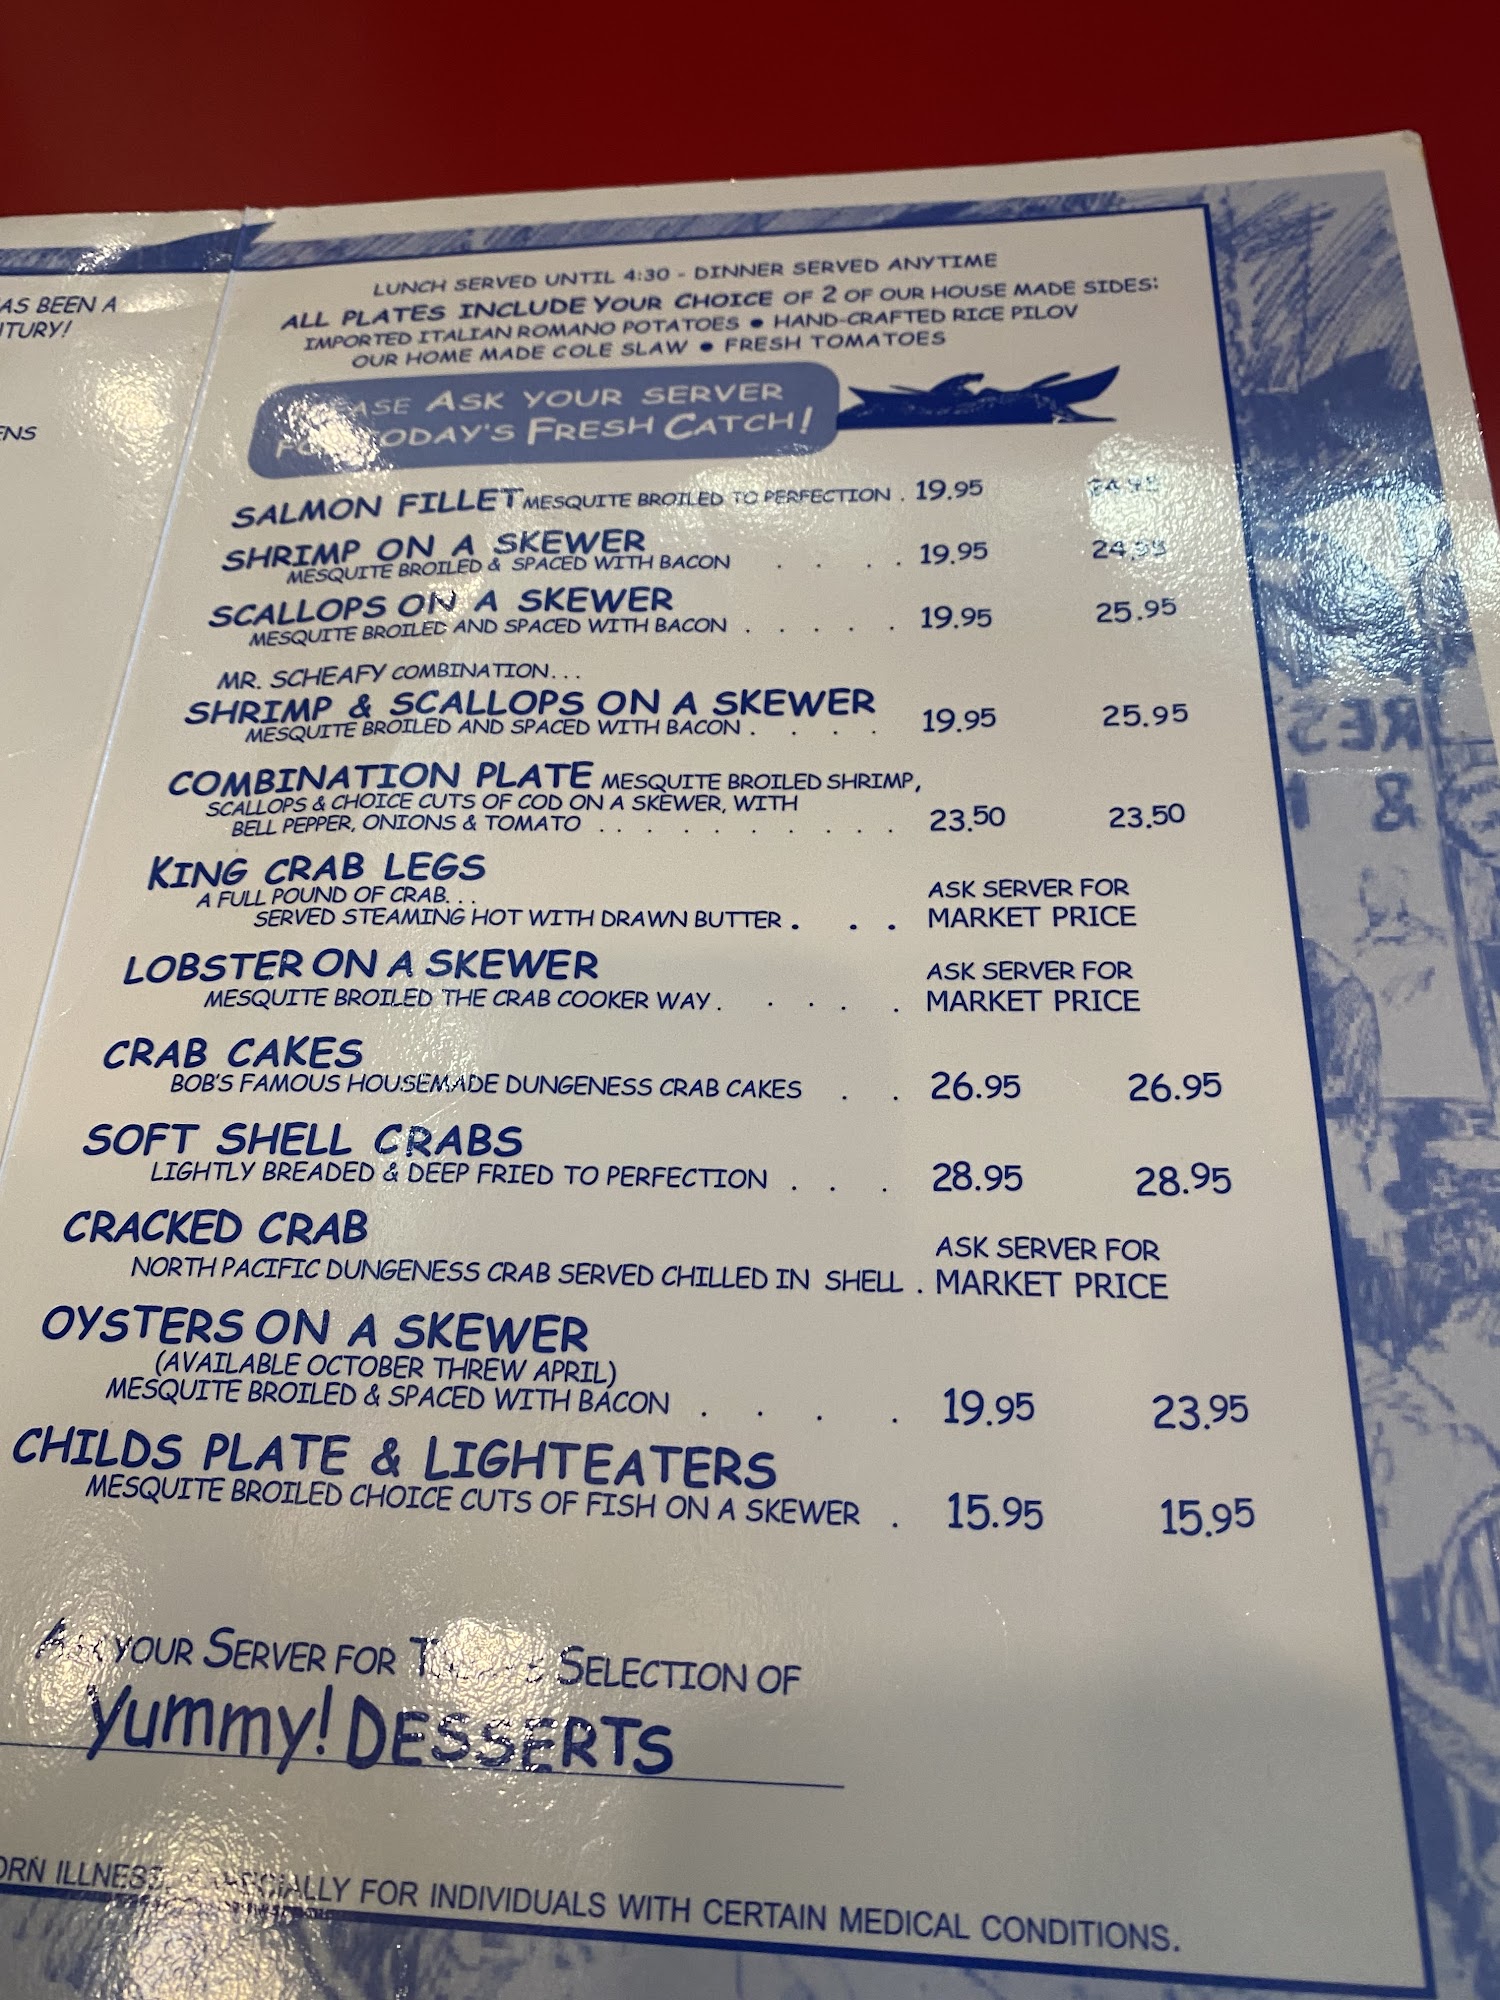 AS BEEN A
TURY!
ENS
LUNCH SERVED UNTIL 4:30 - DINNER SERVED ANYTIME
ALL PLATES INCLUDE YOUR CHOICE OF 2 OF OUR HOUSE MADE SIDES:
IMPORTED ITALIAN ROMANO POTATOES • HAND-CRAFTED RICE PILOV
OUR HOME MADE COLE SLAW • FRESH TOMATOES
ASK YOUR SERVER
TODAY'S FRESH CATCH!
SALMON FILLET MESQUITE BROILED TO PERFECTION . 19.95 24.95
SHRIMP ON A SKEWER
MESQUITE BROILED & SPACED WITH BACON . . . . 19.95 24.95
SCALLOPS ON A SKEWER
MESQUITE BROILED AND SPACED WITH BACON . . . . . 19.95 25.95
MR. SCHEAFY COMBINATION...
SHRIMP & SCALLOPS ON A SKEWER
MESQUITE BROILED AND SPACED WITH BACON . . . . 19.95 25.95
COMBINATION PLATE MESQUITE BROILED SHRIMP,
SCALLOPS & CHOICE CUTS OF COD ON A SKEWER, WITH
BELL PEPPER, ONIONS & TOMATO . . . . . . . . . 23.50 23.50
KING CRAB LEGS
A FULL POUND OF CRAB... ASK SERVER FOR
SERVED STEAMING HOT WITH DRAWN BUTTER . . . MARKET PRICE
LOBSTER ON A SKEWER ASK SERVER FOR
MESQUITE BROILED THE CRAB COOKER WAY . . . . . MARKET PRICE
CRAB CAKES
BOB'S FAMOUS HOUSEMADE DUNGENESS CRAB CAKES . . 26.95 26.95
SOFT SHELL CRABS
LIGHTLY BREADED & DEEP FRIED TO PERFECTION . . . 28.95 28.95
CRACKED CRAB ASK SERVER FOR
NORTH PACIFIC DUNGENESS CRAB SERVED CHILLED IN SHELL . MARKET PRICE
OYSTERS ON A SKEWER
(AVAILABLE OCTOBER THREW APRIL)
MESQUITE BROILED & SPACED WITH BACON . . . . 19.95 23.95
CHILDS PLATE & LIGHTEATERS
MESQUITE BROILED CHOICE CUTS OF FISH ON A SKEWER . 15.95 15.95
ASK YOUR SERVER FOR SELECTION OF
Yummy! DESSERTS
ORN ILLNESS, ESPECIALLY FOR INDIVIDUALS WITH CERTAIN MEDICAL CONDITIONS.